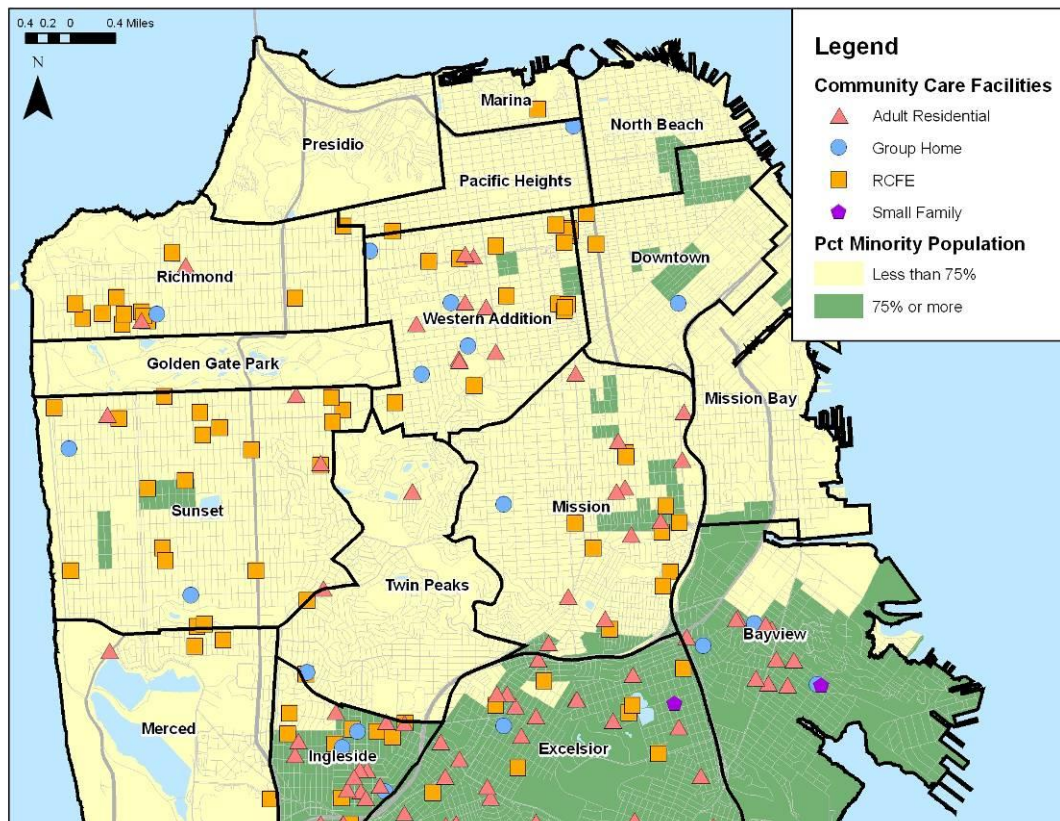 0.4 0.2 0 0.4 Miles
N
Legend
Community Care Facilities
Adult Residential
Group Home
RCFE
Small Family
Pct Minority Population
Less than 75%
75% or more
Marina
North Beach
Presidio
Pacific Heights
Richmond
Downtown
Western Addition
Golden Gate Park
Mission Bay
Sunset
Mission
Twin Peaks
Bayview
Merced
Ingleside
Excelsior